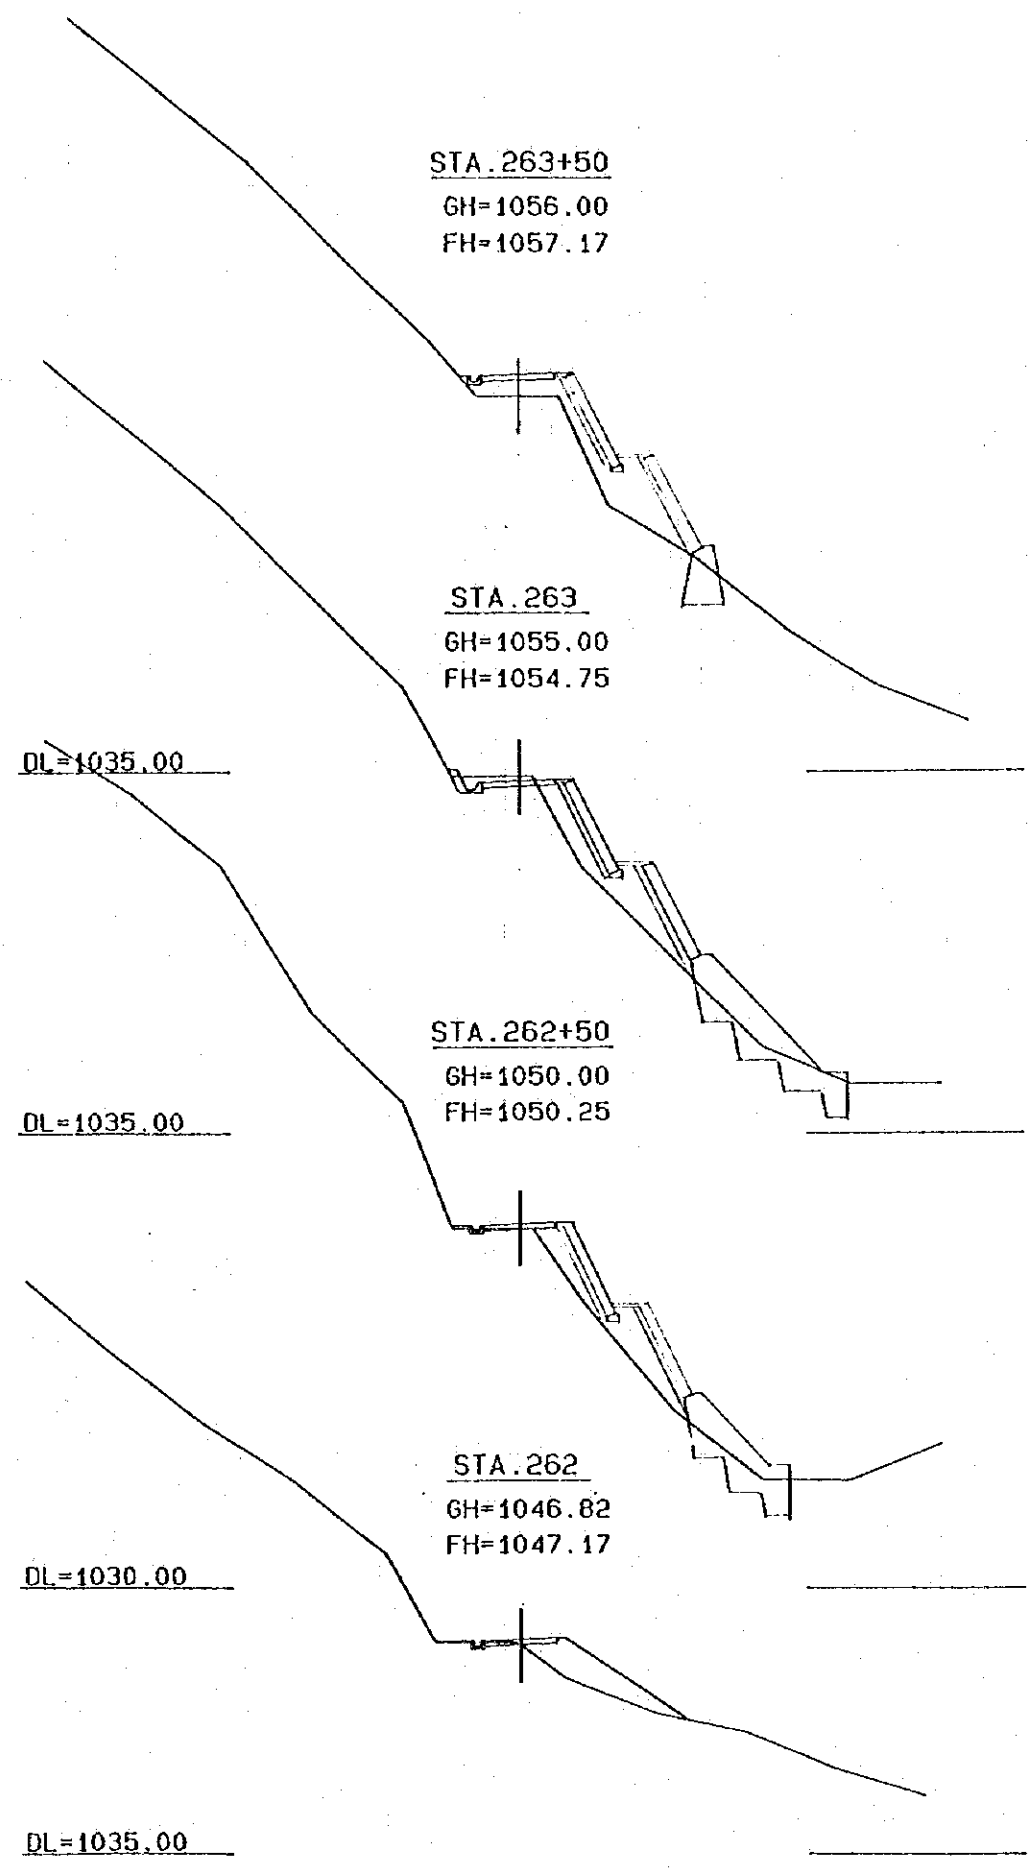 STA.263+50
GH=1056.00
FH=1057.17
STA.263
GH=1055.00
FH=1054.75
DL=1035.00
STA.262+50
GH=1050.00
FH=1050.25
DL=1035.00
STA.262
GH=1046.82
FH=1047.17
DL=1030.00
DL=1035.00